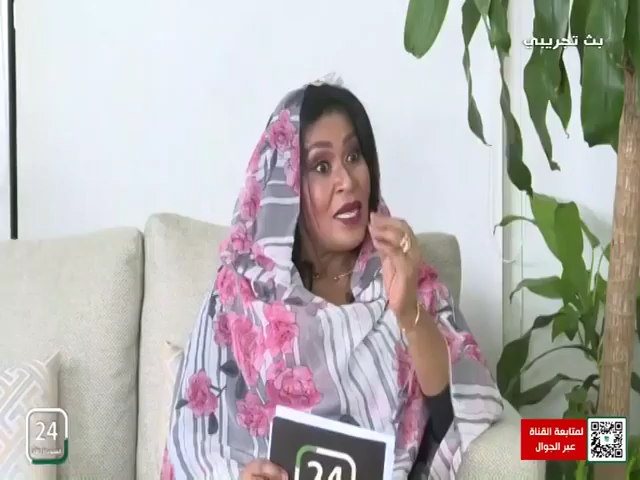 بث تجريبي
24
24
لمتابعة القناة
عبر الجوال